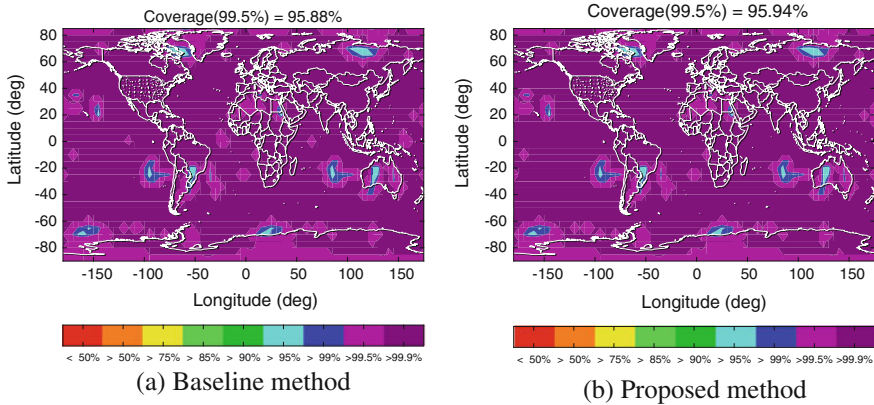 Coverage(99.5%) = 95.88%
Latitude (deg)
80
60
40
20
0
-20
-40
-60
-80
-150 -100 -50 0 50 100 150
Longitude (deg)
< 50% > 50% > 75% > 85% > 90% > 95% > 99% >99.5% >99.9%
(a) Baseline method
Coverage(99.5%) = 95.94%
Latitude (deg)
80
60
40
20
0
-20
-40
-60
-80
-150 -100 -50 0 50 100 150
Longitude (deg)
< 50% > 50% > 75% > 85% > 90% > 95% > 99% >99.5% >99.9%
(b) Proposed method